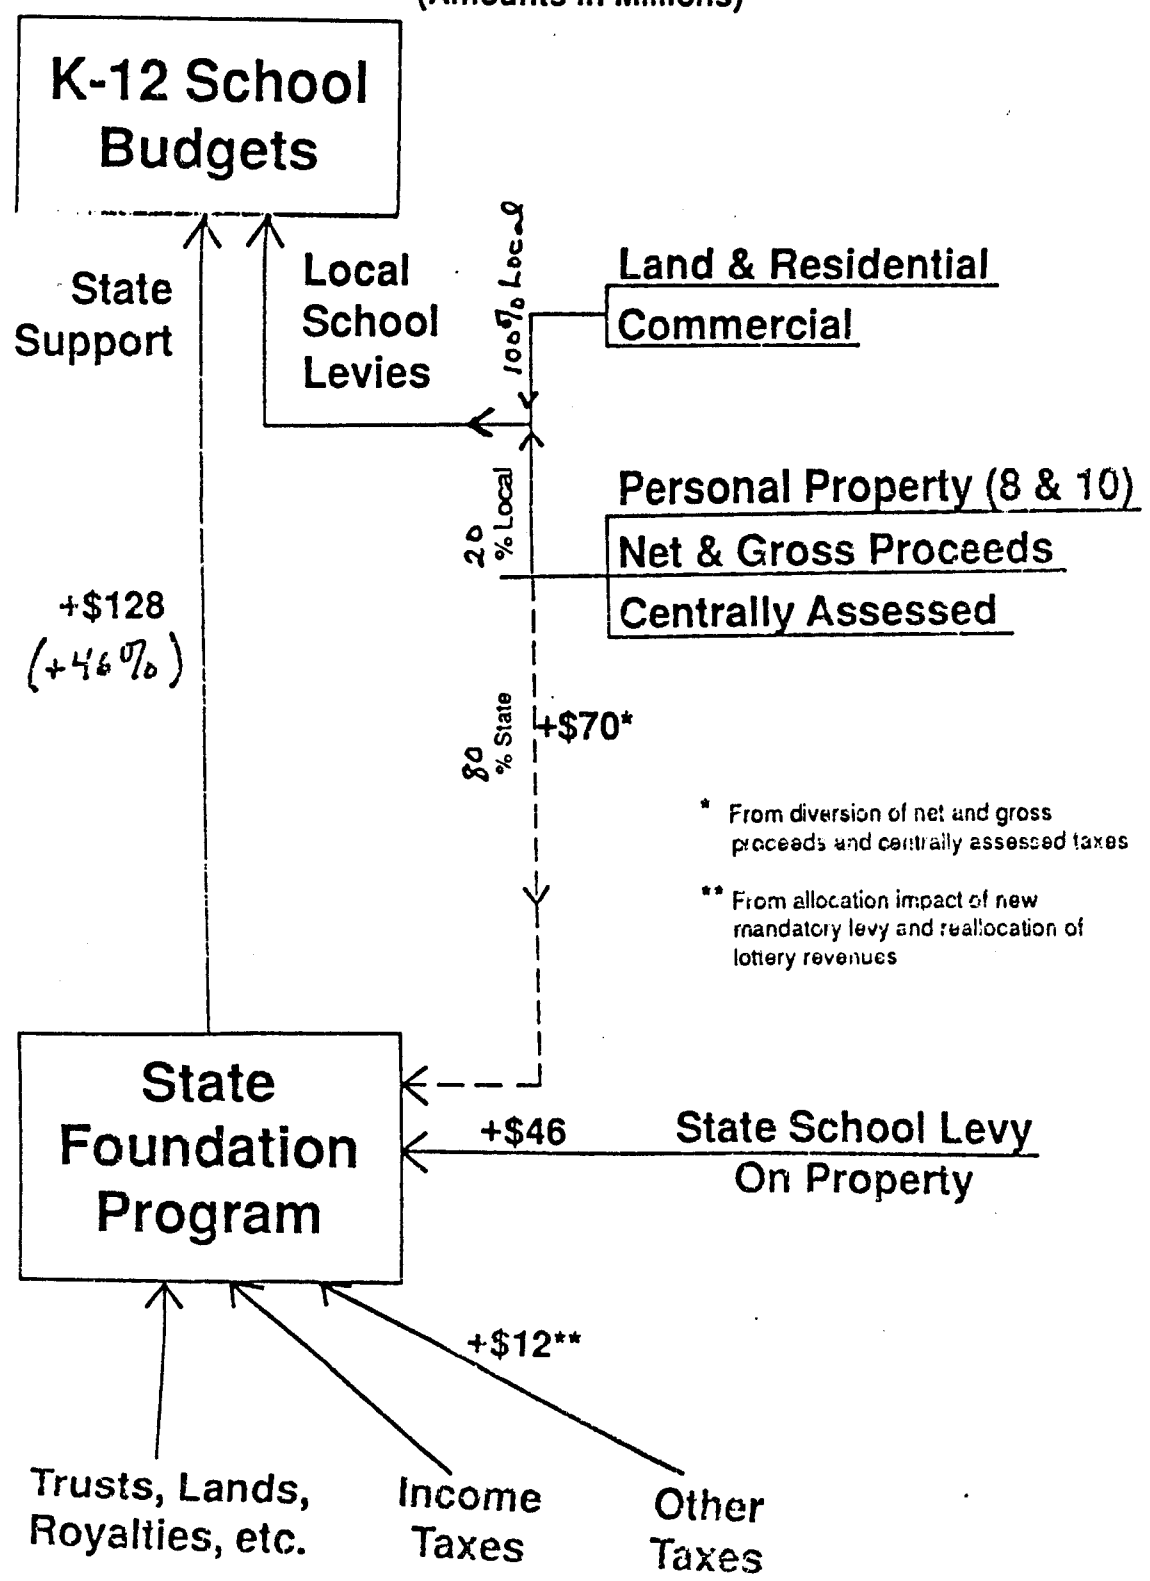 (Amounts in Millions)
K-12 School
Budgets
State
Support
Local
School
Levies
100% Local
Land & Residential
Commercial
20
% Local
Personal Property (8 & 10)
Net & Gross Proceeds
Centrally Assessed
+$128
(+46%)
80
% State
+$70*
* From diversion of net and gross
proceeds and centrally assessed taxes
** From allocation impact of new
mandatory levy and reallocation of
lottery revenues
State
Foundation
Program
+$46
State School Levy
On Property
+$12**
Trusts, Lands,
Royalties, etc.
Income
Taxes
Other
Taxes